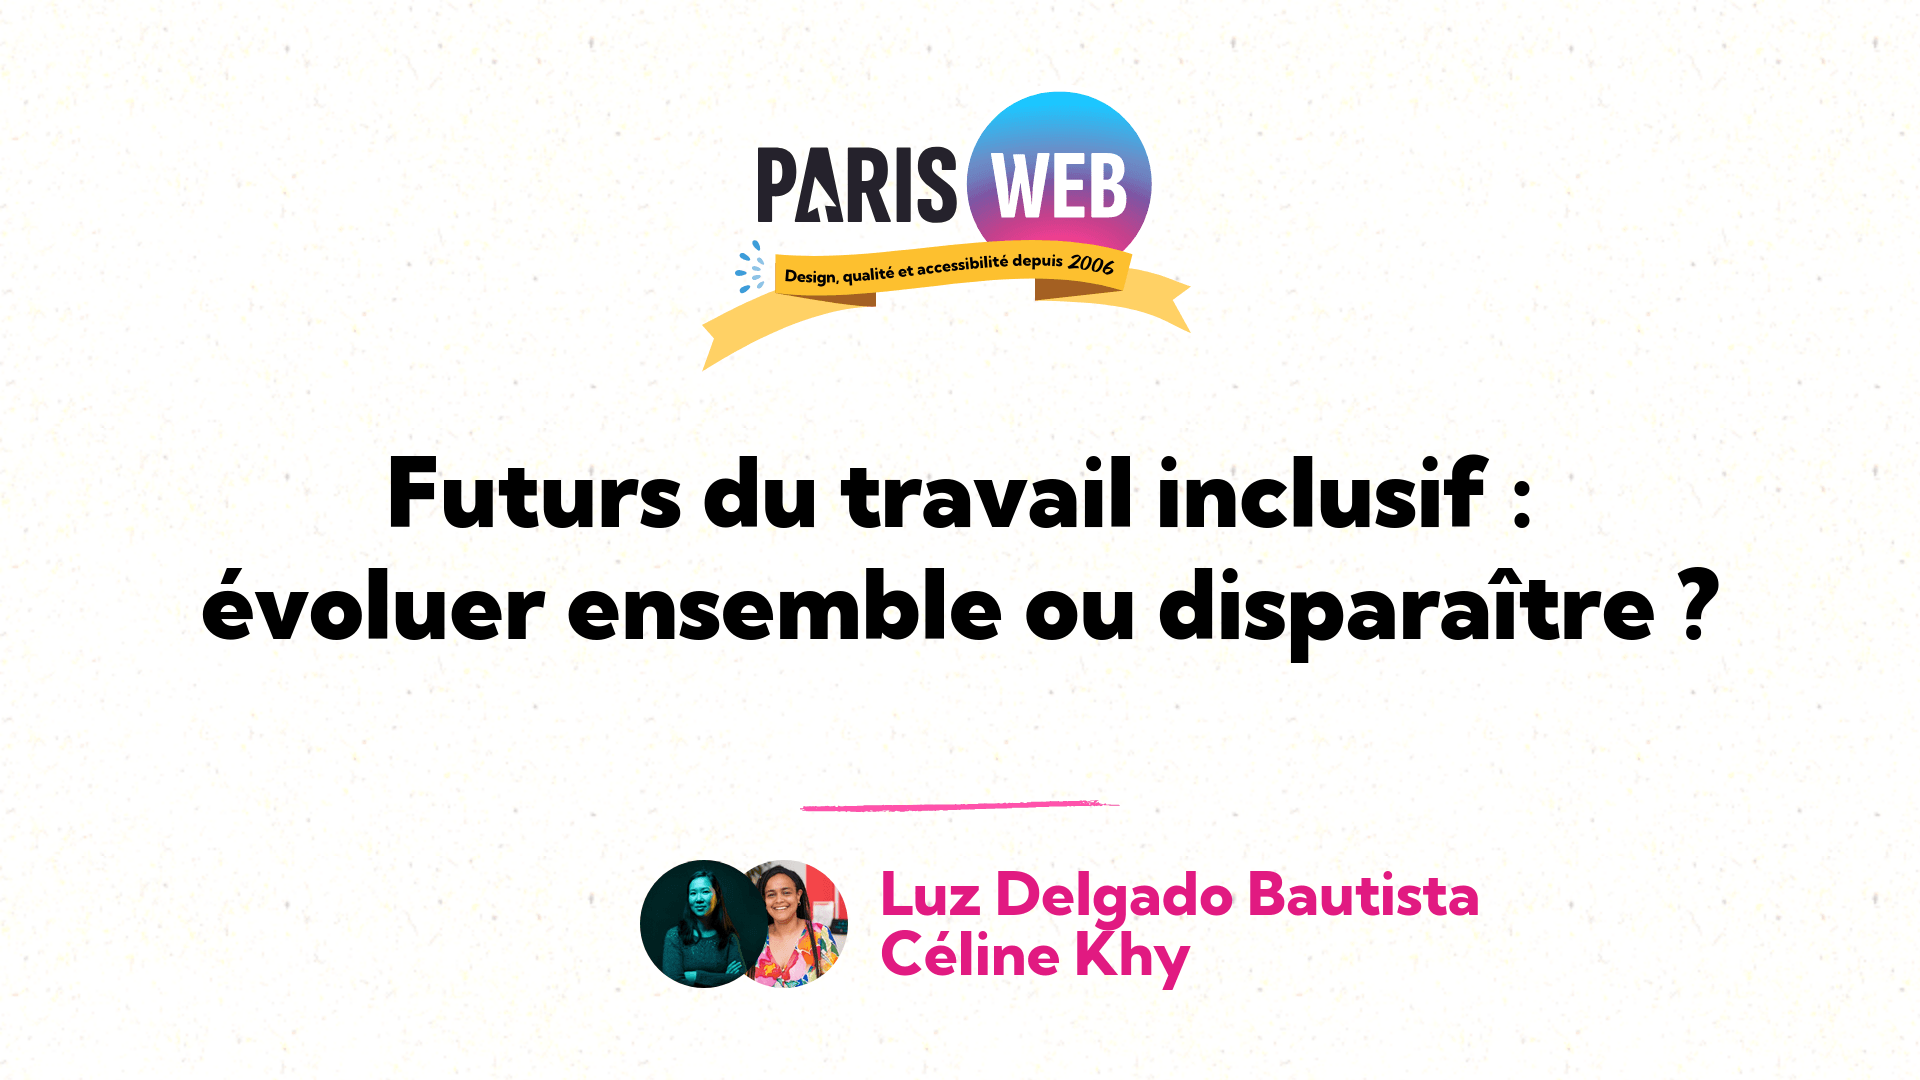 PARIS WEB
Design, qualité et accessibilité depuis 2006
Futurs du travail inclusif :
évoluer ensemble ou disparaître ?
Luz Delgado Bautista
Céline Khy